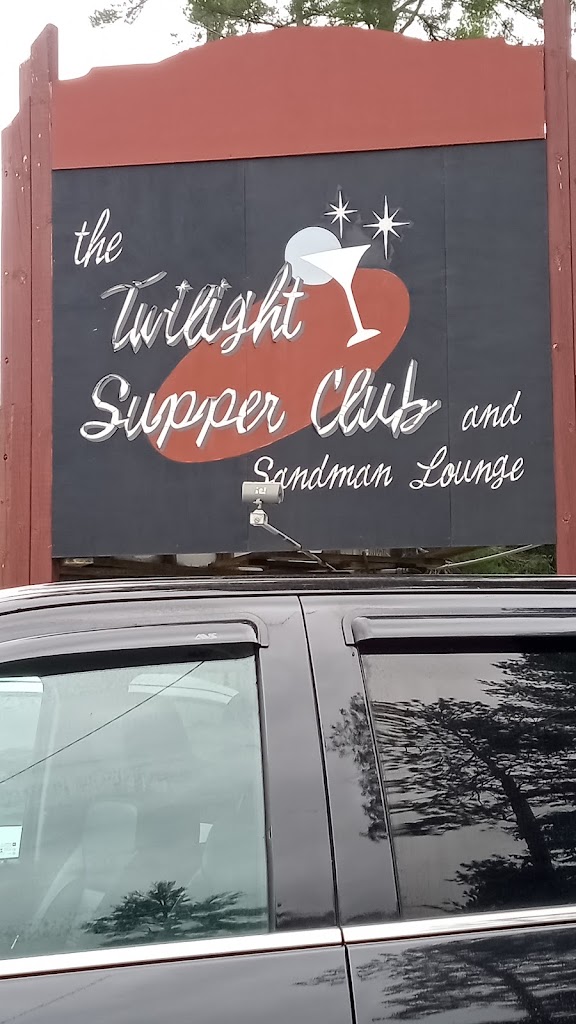 the
Twilight
Supper Club and
Sandman Lounge